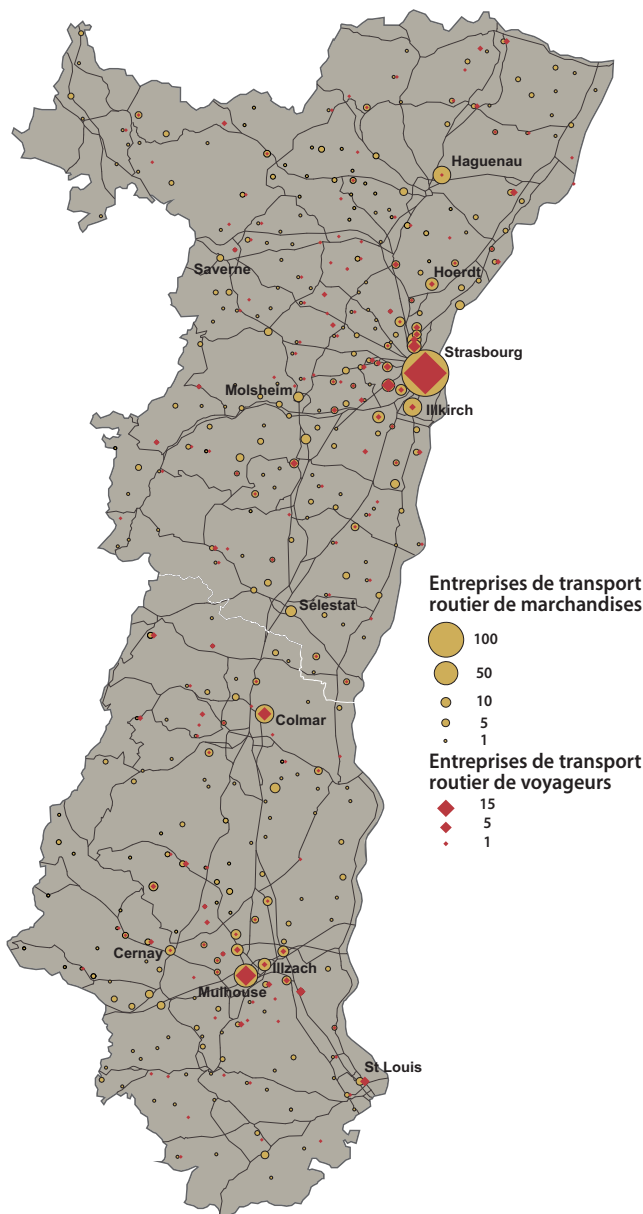 Haguenau
Hoerdt
Saverne
Strasbourg
Molsheim
Illkirch
Sélestat
Colmar
Cernay
Illzach
Mulhouse
St Louis
Entreprises de transport
routier de marchandises
100
50
10
5
1
Entreprises de transport
routier de voyageurs
15
5
1